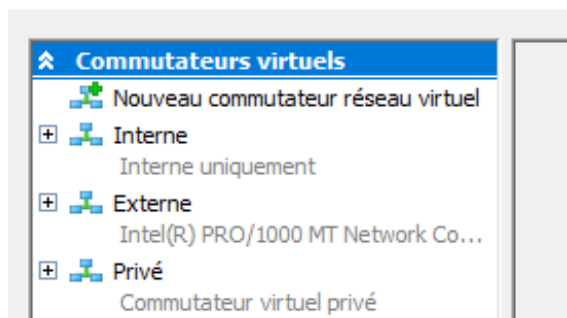 Commutateurs virtuels
Nouveau commutateur réseau virtuel
Interne
Interne uniquement
Externe
Intel(R) PRO/1000 MT Network Co...
Privé
Commutateur virtuel privé